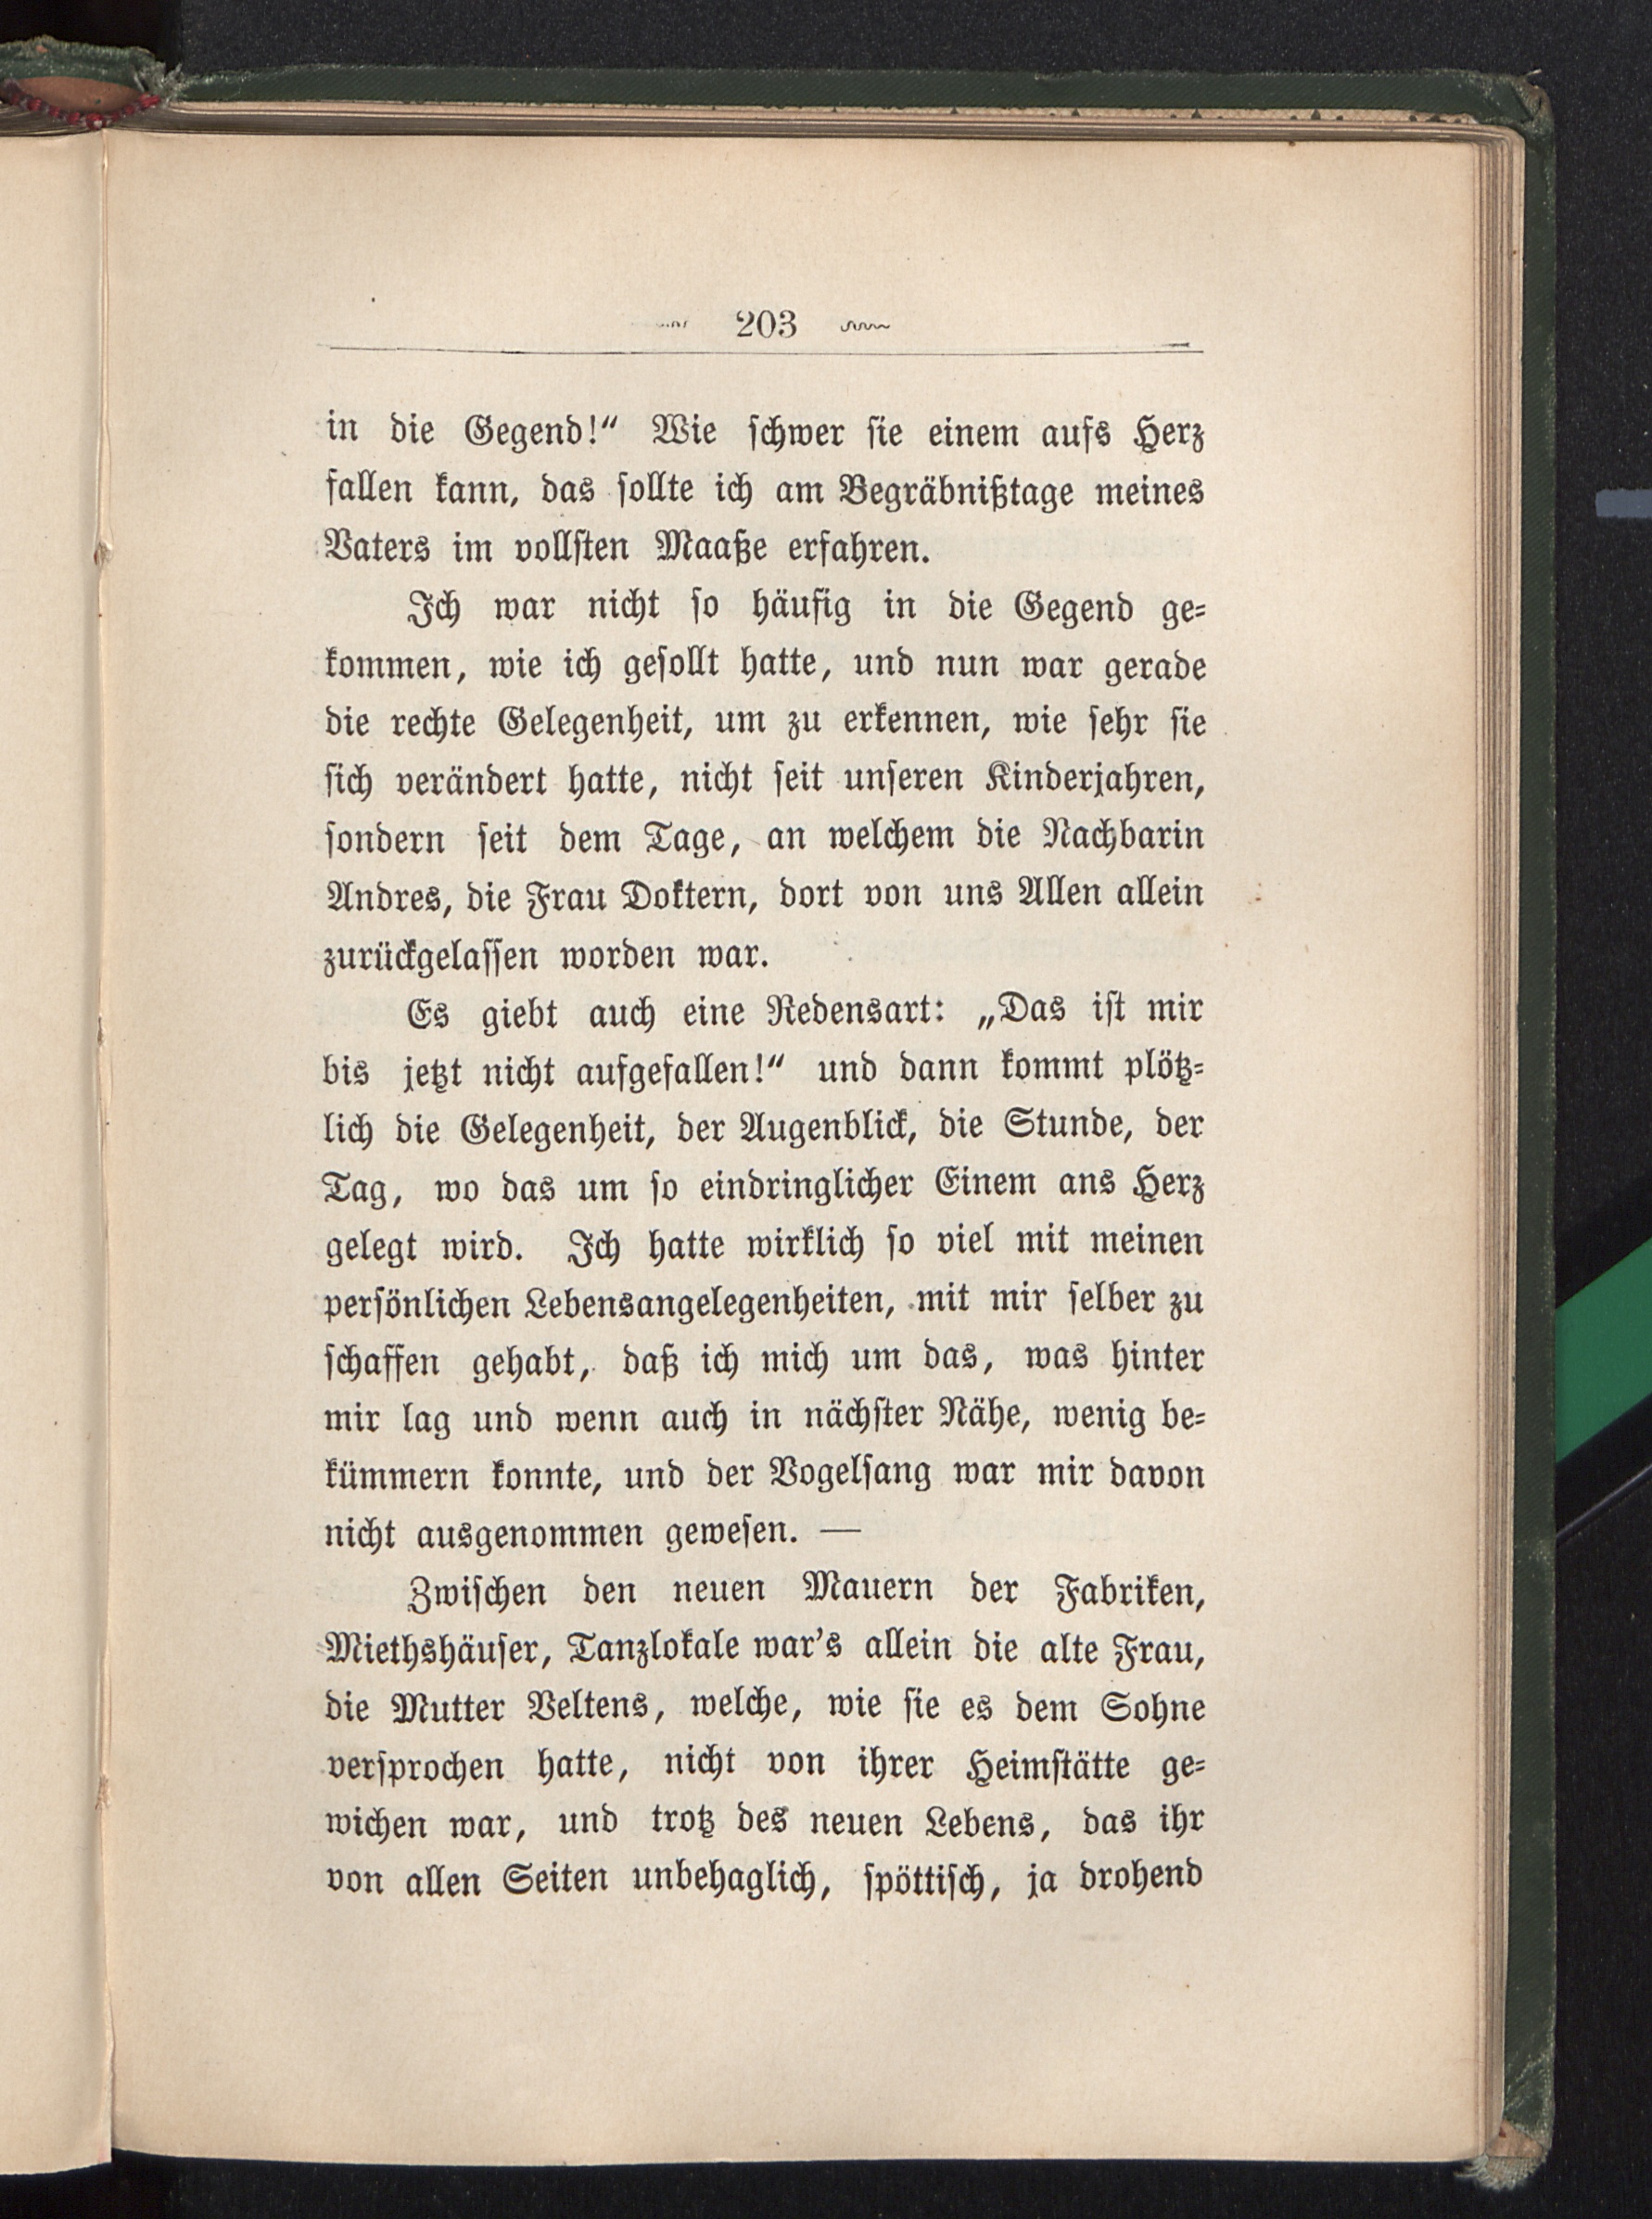 203
in die Gegend!“ Wie ſchwer ſie einem aufs Herz
fallen kann, das ſollte ich am Begräbnißtage meines
Vaters im vollſten Maaße erfahren.
Ich war nicht ſo häufig in die Gegend ge⸗
kommen, wie ich geſollt hatte, und nun war gerade
die rechte Gelegenheit, um zu erkennen, wie ſehr ſie
ſich verändert hatte, nicht ſeit unſeren Kinderjahren,
ſondern ſeit dem Tage, an welchem die Nachbarin
Andres, die Frau Doktern, dort von uns Allen allein
zurückgelaſſen worden war.
Es giebt auch eine Redensart: „Das iſt mir
bis jetzt nicht aufgefallen!“ und dann kommt plötz⸗
lich die Gelegenheit, der Augenblick, die Stunde, der
Tag, wo das um ſo eindringlicher Einem ans Herz
gelegt wird. Ich hatte wirklich ſo viel mit meinen
perſönlichen Lebensangelegenheiten, mit mir ſelber zu
ſchaffen gehabt, daß ich mich um das, was hinter
mir lag und wenn auch in nächſter Nähe, wenig be⸗
kümmern konnte, und der Vogelſang war mir davon
nicht ausgenommen geweſen. —
Zwiſchen den neuen Mauern der Fabriken,
Miethshäuſer, Tanzlokale war’s allein die alte Frau,
die Mutter Veltens, welche, wie ſie es dem Sohne
verſprochen hatte, nicht von ihrer Heimſtätte ge⸗
wichen war, und trotz des neuen Lebens, das ihr
von allen Seiten unbehaglich, ſpöttiſch, ja drohend